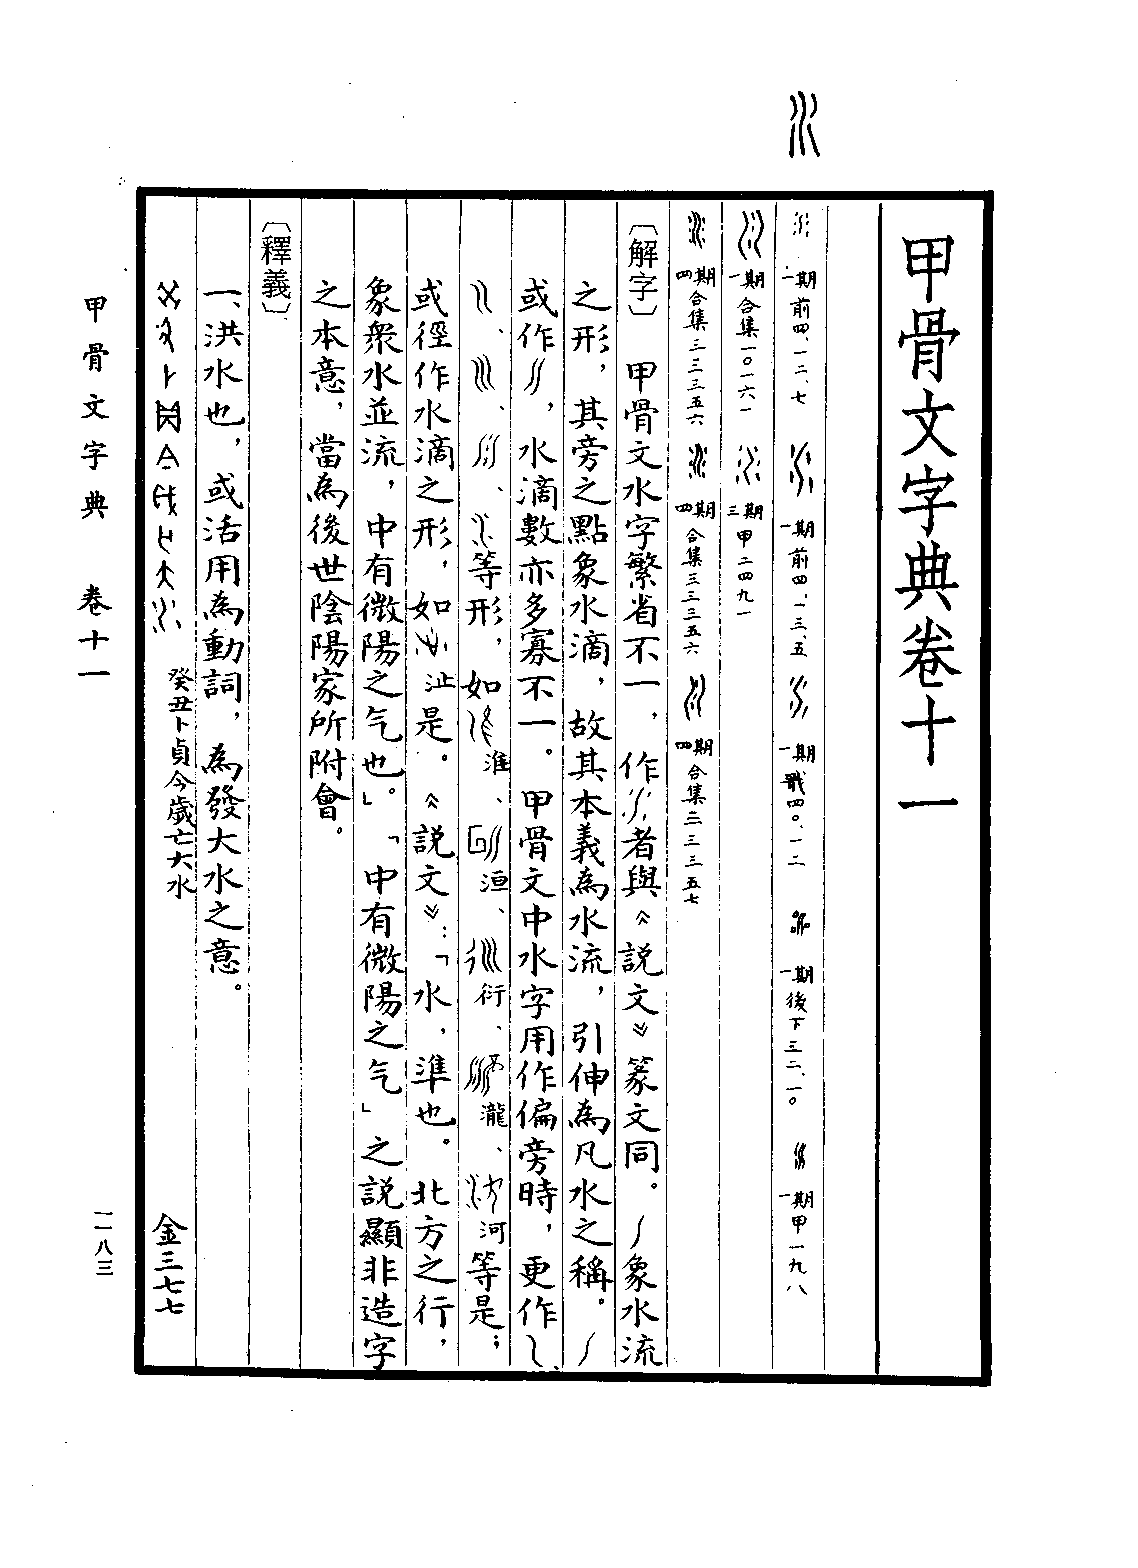 甲骨文字典卷十一
一期前四、一二、七 一期前四、一三、五 一期戩四〇、一二 一期後下三二、一〇 一期甲一九八
一期合集一〇一六一 三期甲二四九一
四期合集三三三五六 四期合集三三三五六 四期合集三三三五七
〔解字〕 甲骨文水字繁省不一，作者與《説文》篆文同。象水流
之形，其旁之點象水滴，故其本義為水流，引伸為凡水之稱。
或作，水滴數亦多寡不一。甲骨文中水字用作偏旁時，更作、
、、、等形，如淮、洹、衍、瀧、河等是；
或徑作水滴之形，如沚是。《説文》：「水，準也。北方之行，
象衆水並流，中有微陽之气也。」「中有微陽之气」之説顯非造字
之本意，當為後世陰陽家所附會。
〔釋義〕
一、洪水也，或活用為動詞，為發大水之意。
癸丑卜貞今歲亡大水 金三七七
甲骨文字典 卷十一
一一八三